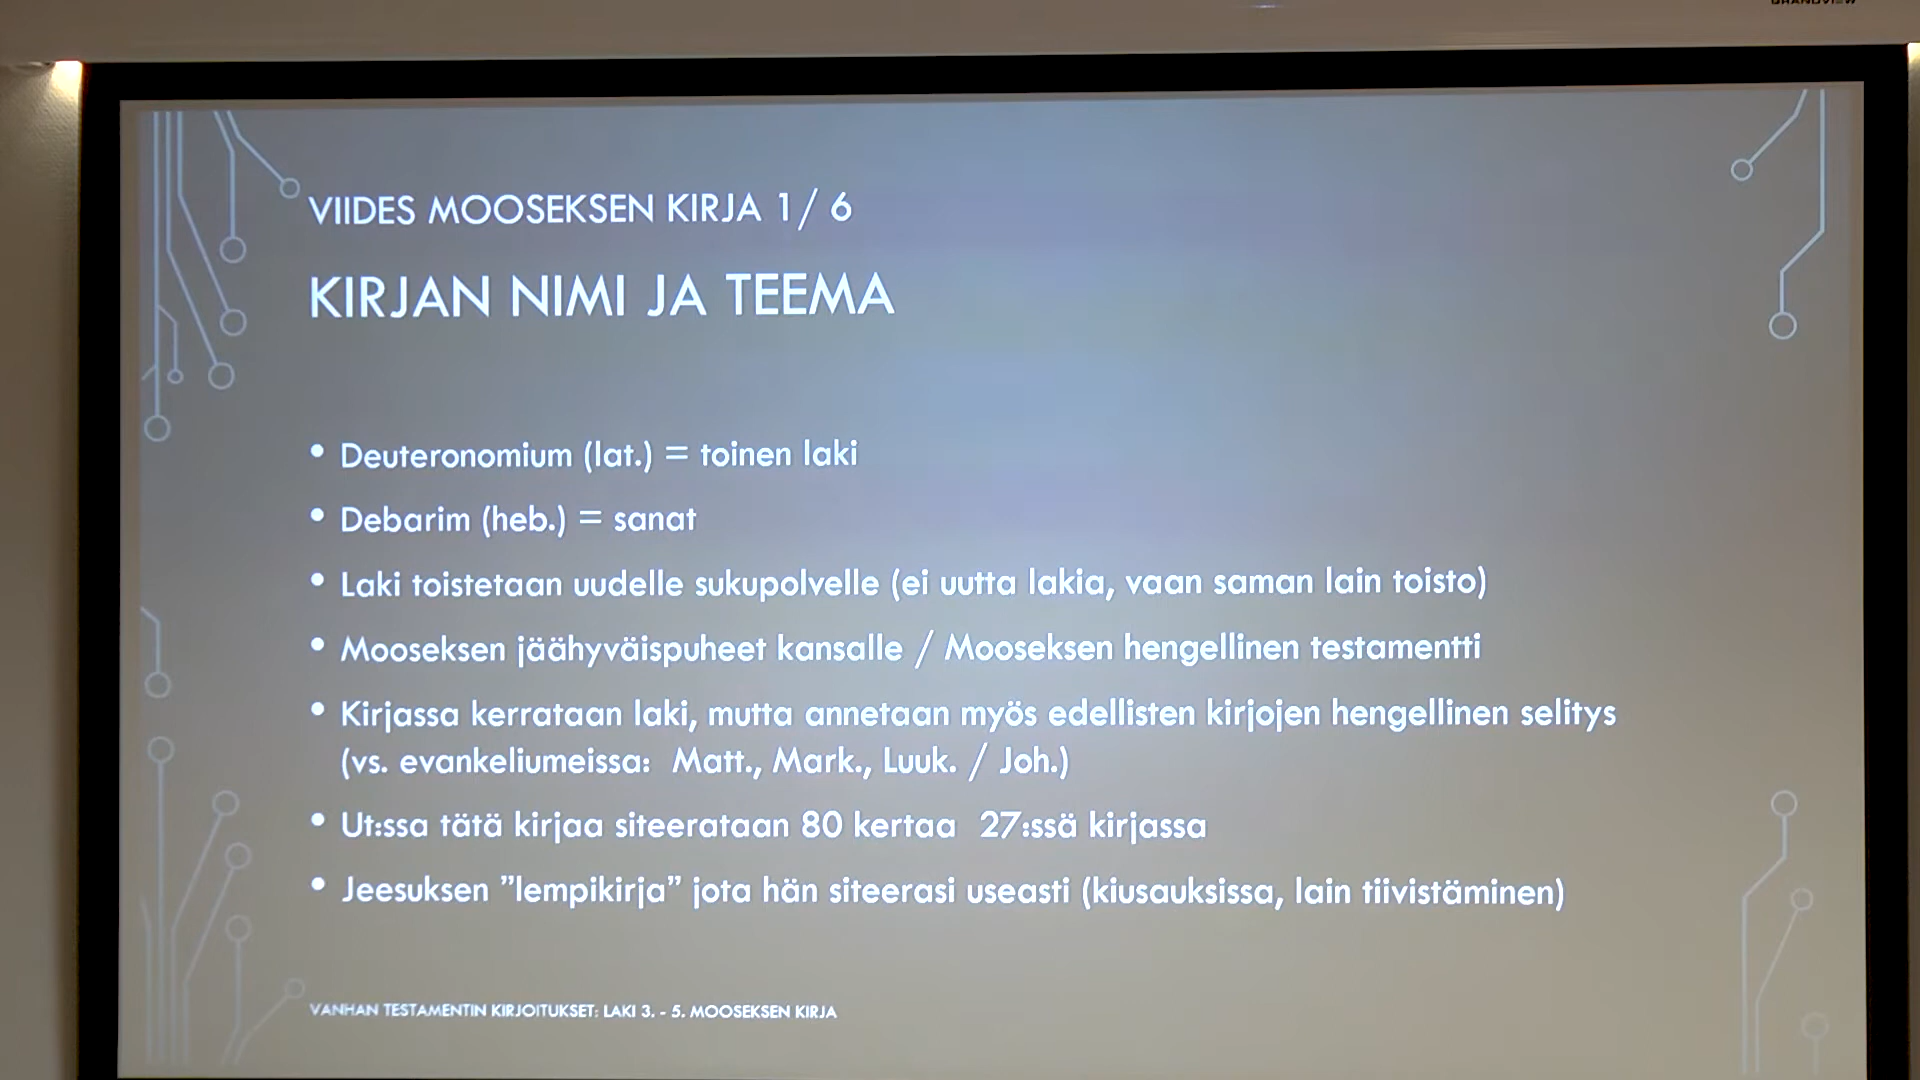 GRANDVIEW
VIIDES MOOSEKSEN KIRJA 1/ 6
KIRJAN NIMI JA TEEMA
• Deuteronomium (lat.) = toinen laki
• Debarim (heb.) = sanat
• Laki toistetaan uudelle sukupolvelle (ei uutta lakia, vaan saman lain toisto)
• Mooseksen jäähyväispuheet kansalle / Mooseksen hengellinen testamentti
• Kirjassa kerrataan laki, mutta annetaan myös edellisten kirjojen hengellinen selitys
(vs. evankeliumeissa: Matt., Mark., Luuk. / Joh.)
• Ut:ssa tätä kirjaa siteerataan 80 kertaa 27:ssä kirjassa
• Jeesuksen ”lempikirja” jota hän siteerasi useasti (kiusauksissa, lain tiivistäminen)
VANHAN TESTAMENTIN KIRJOITUKSET: LAKI 3. - 5. MOOSEKSEN KIRJA